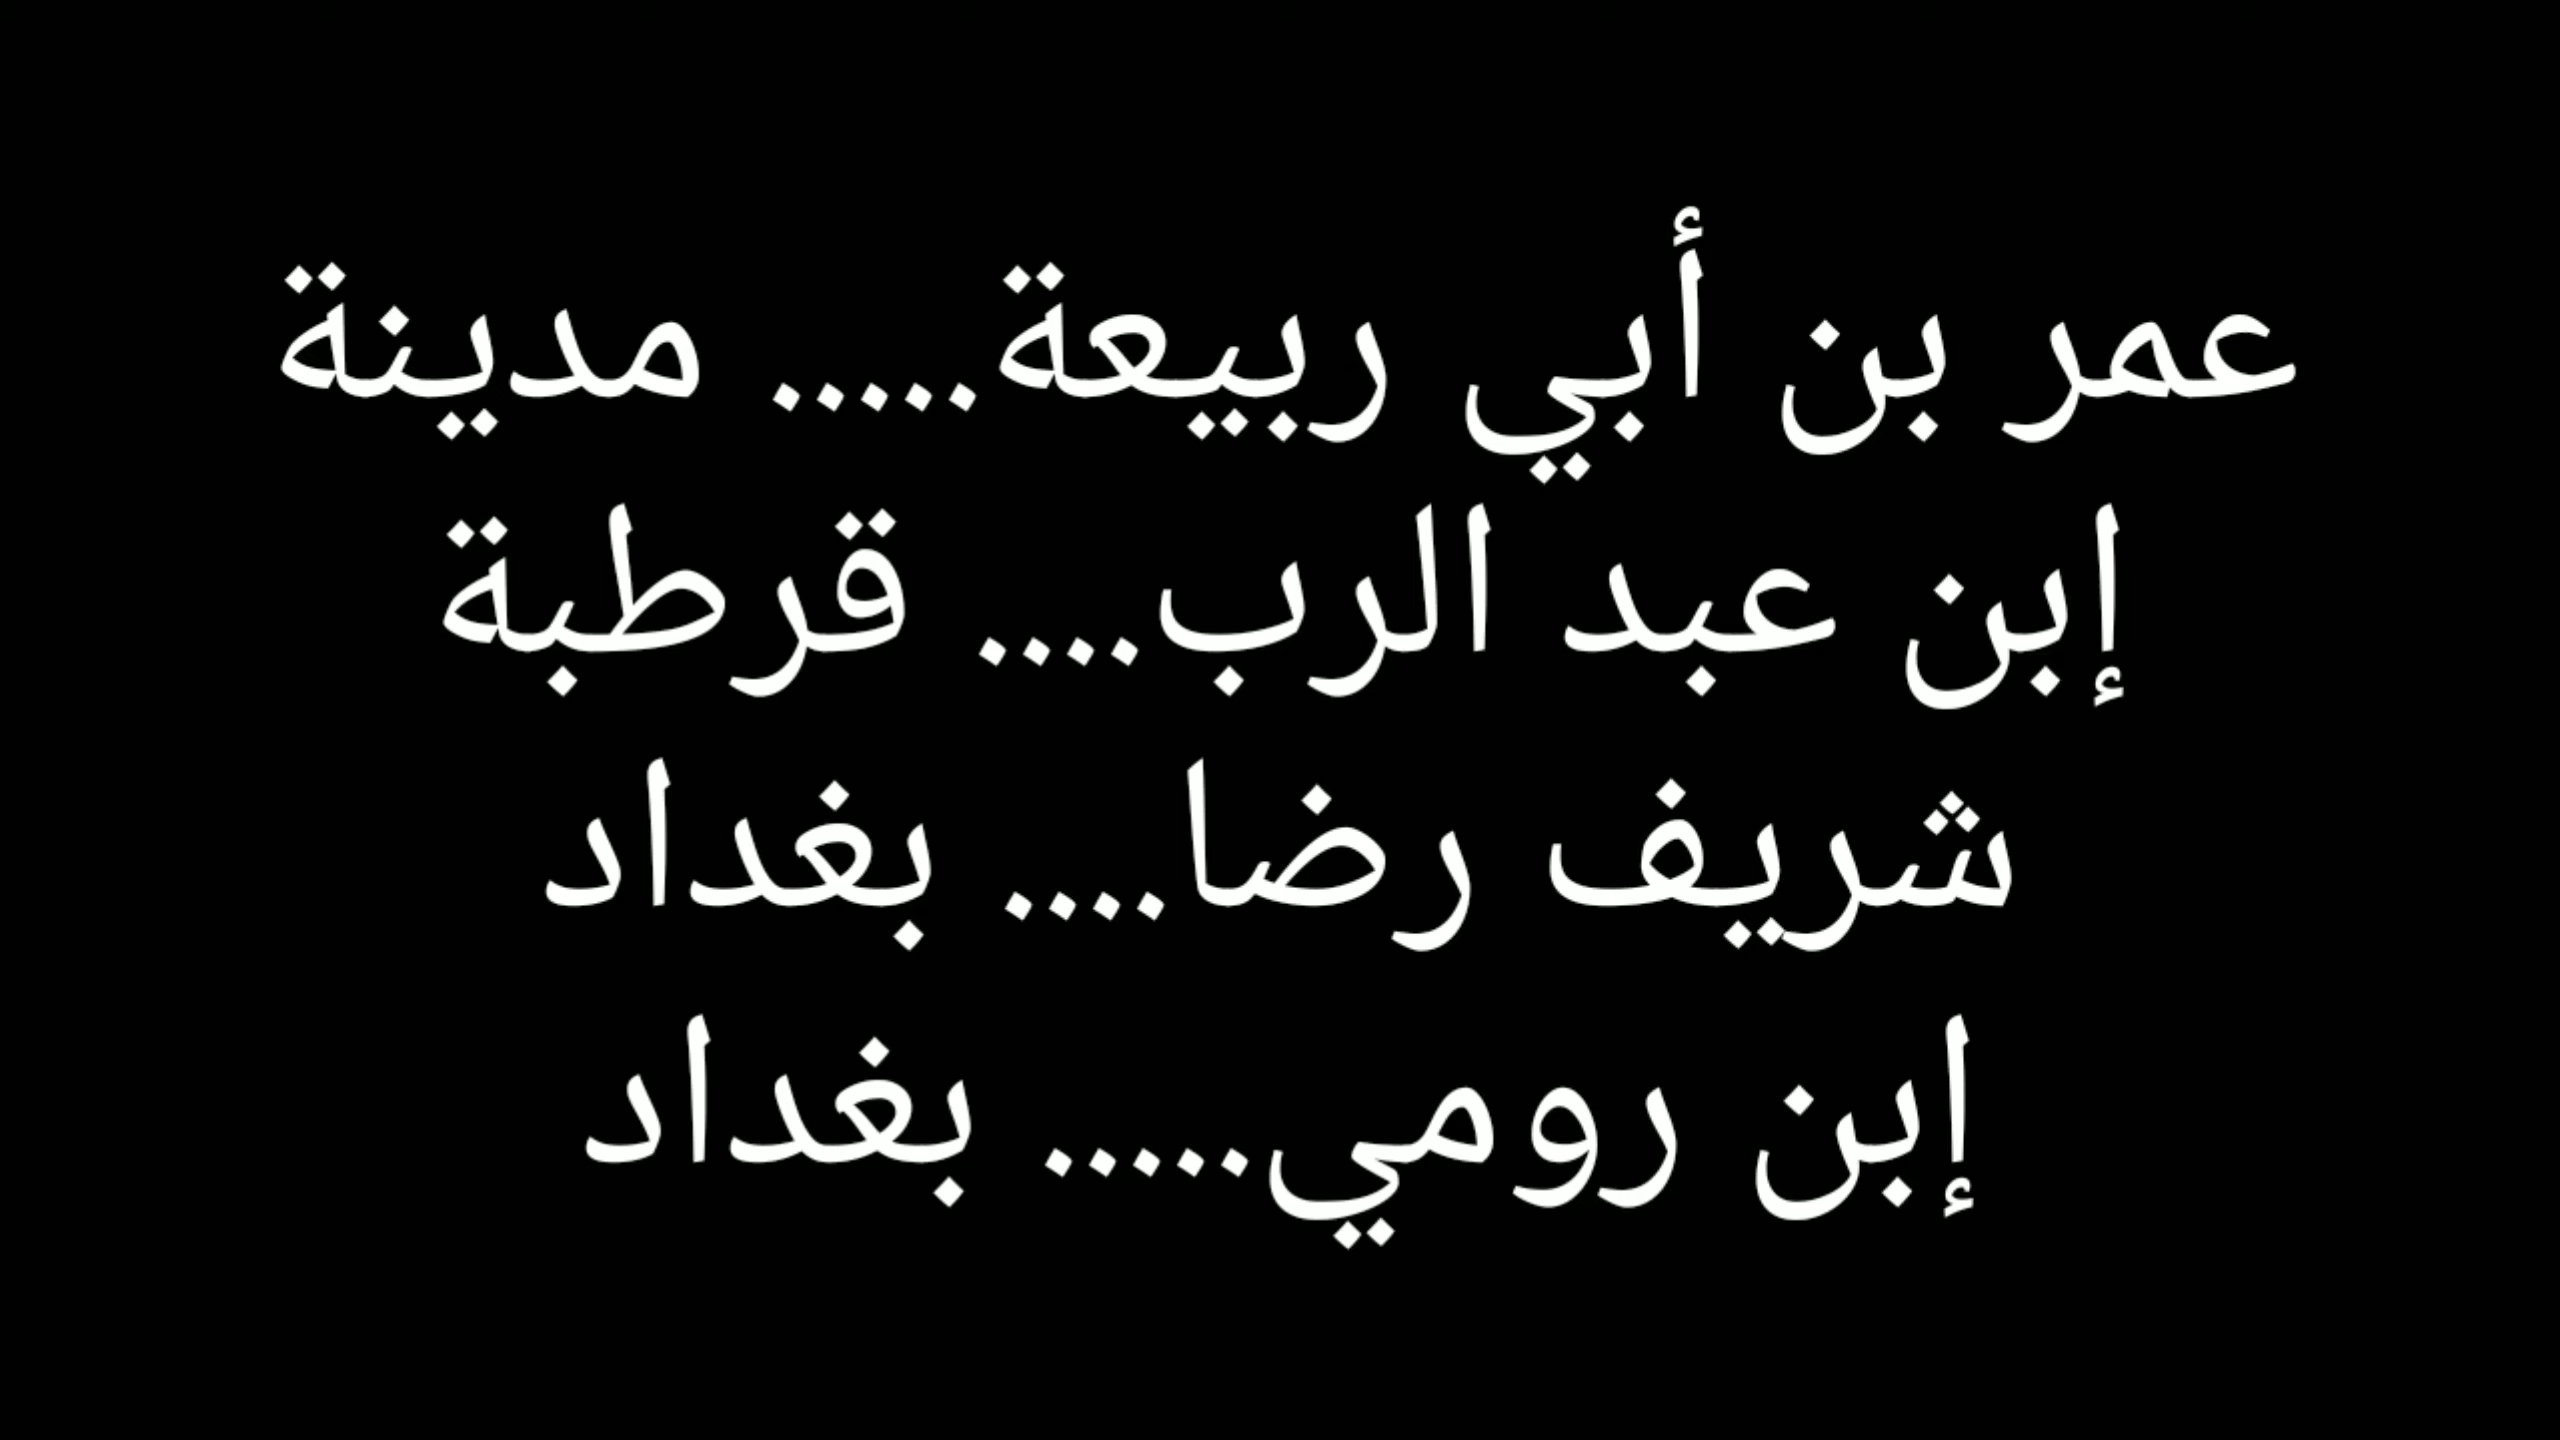 عمر بن أبي ربيعة..... مدينة
إبن عبد الرب.... قرطبة
شريف رضا.... بغداد
إبن رومي..... بغداد